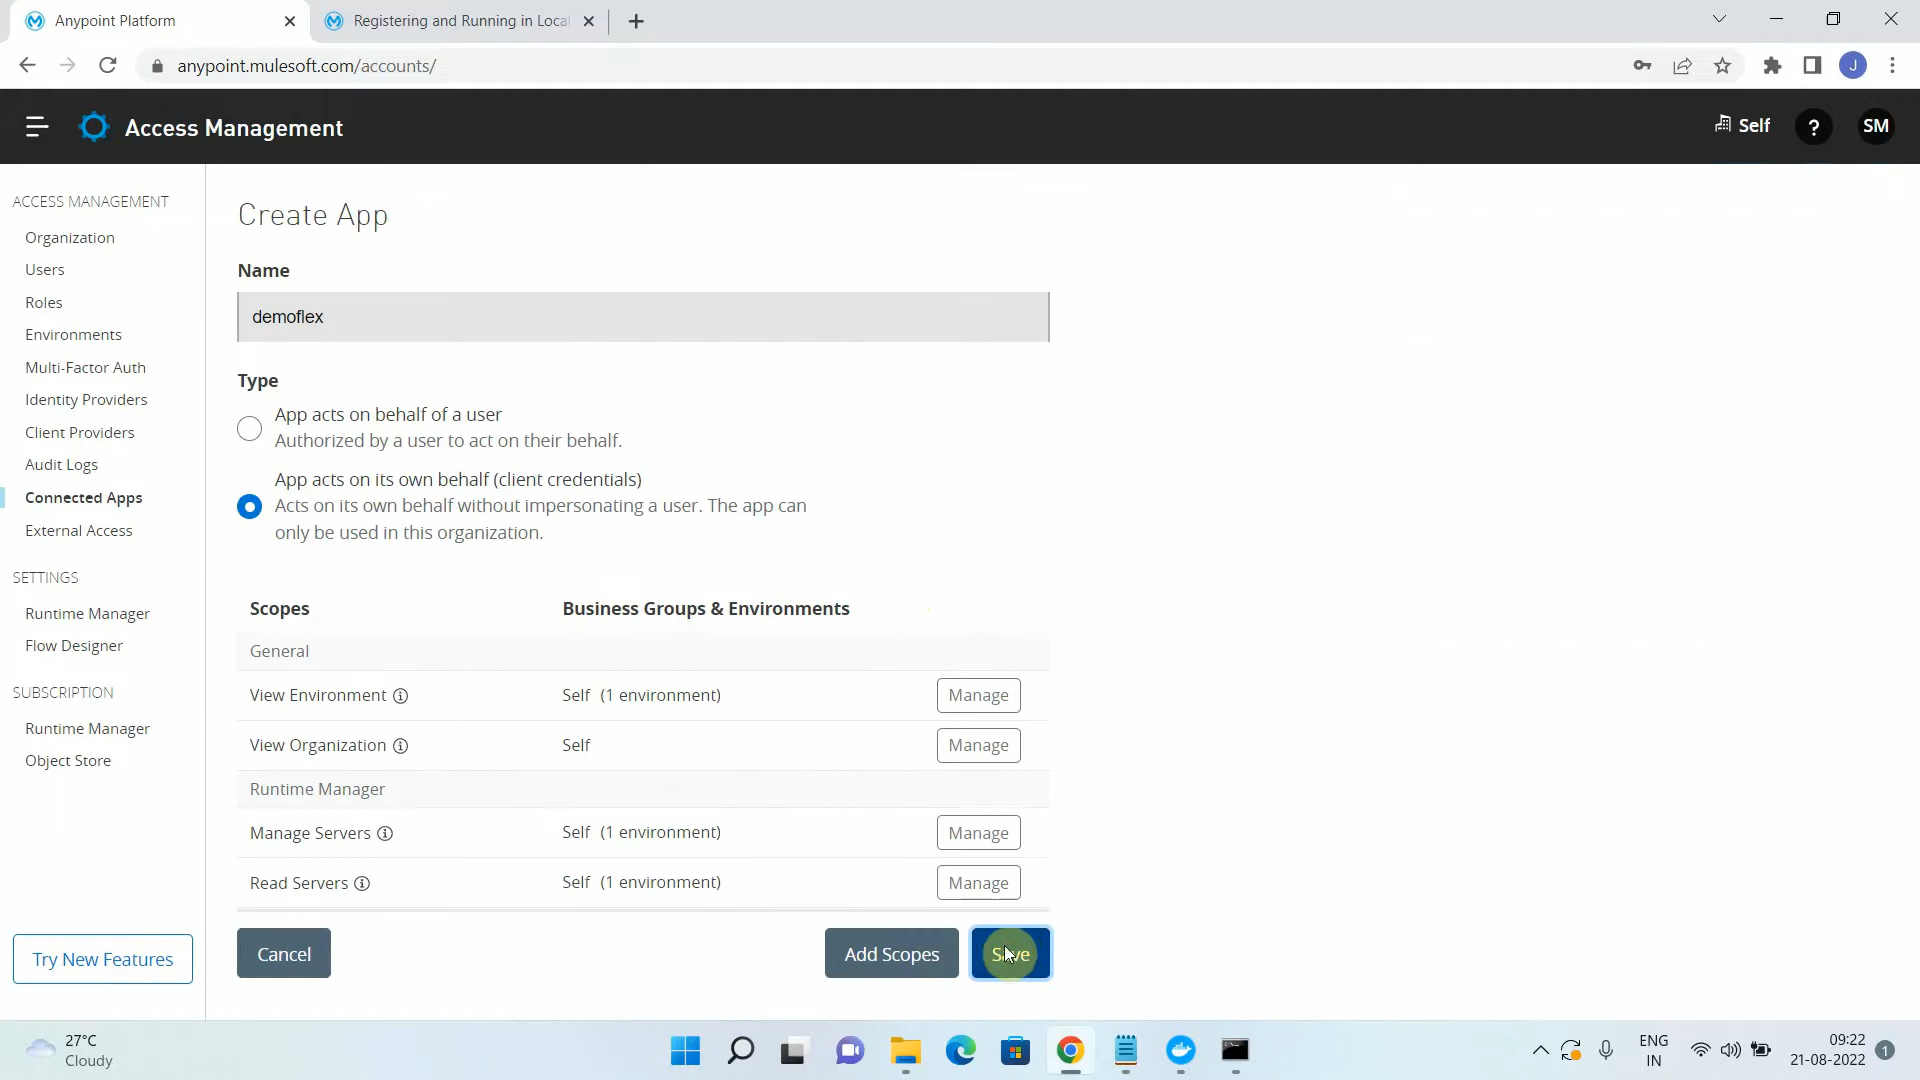 Anypoint Platform
Registering and Running in Loca
anypoint.mulesoft.com/accounts/
J
Access Management
Self
?
SM
ACCESS MANAGEMENT
Organization
Users
Roles
Environments
Multi-Factor Auth
Identity Providers
Client Providers
Audit Logs
Connected Apps
External Access
SETTINGS
Runtime Manager
Flow Designer
SUBSCRIPTION
Runtime Manager
Object Store
Try New Features
Create App
Name
demoflex
Type
App acts on behalf of a user
Authorized by a user to act on their behalf.
App acts on its own behalf (client credentials)
Acts on its own behalf without impersonating a user. The app can
only be used in this organization.
Scopes Business Groups & Environments
General
View Environment Self (1 environment) Manage
View Organization Self Manage
Runtime Manager
Manage Servers Self (1 environment) Manage
Read Servers Self (1 environment) Manage
Cancel Add Scopes Save
27°C
Cloudy
ENG
IN
09:22
21-08-2022
1